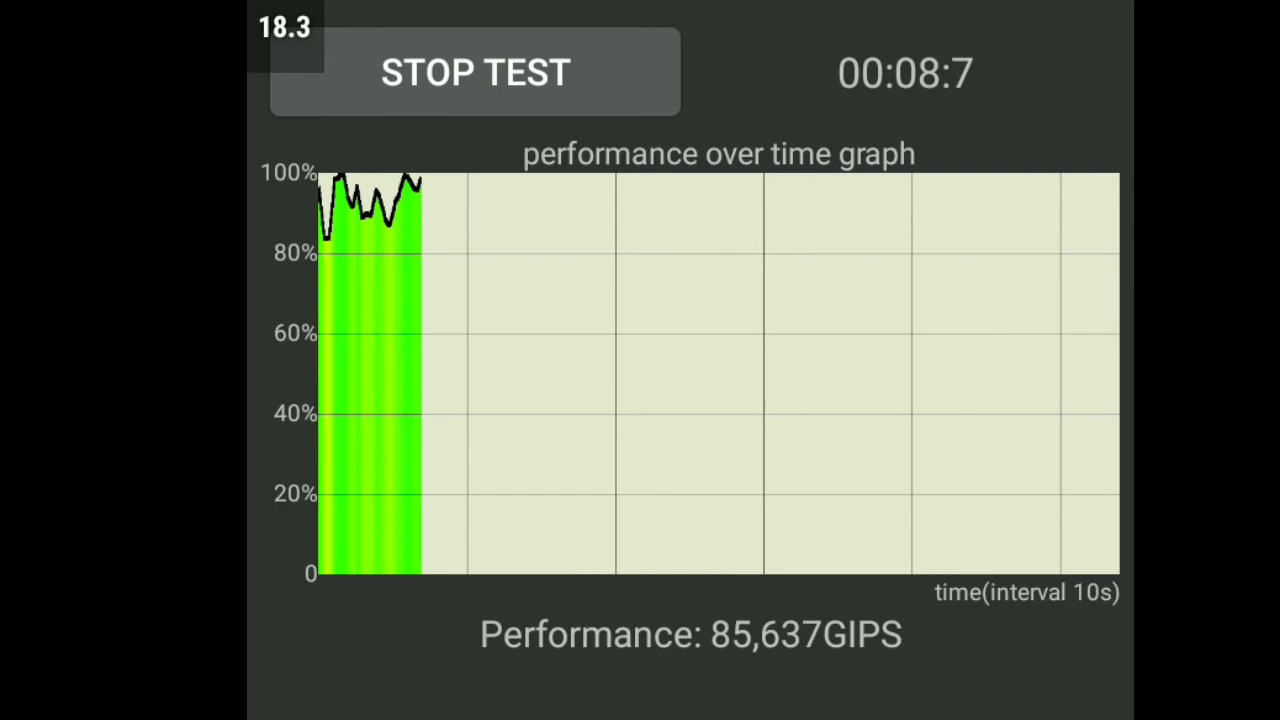 18.3
STOP TEST
00:08:7
performance over time graph
100%
80%
60%
40%
20%
0
time(interval 10s)
Performance: 85,637GIPS